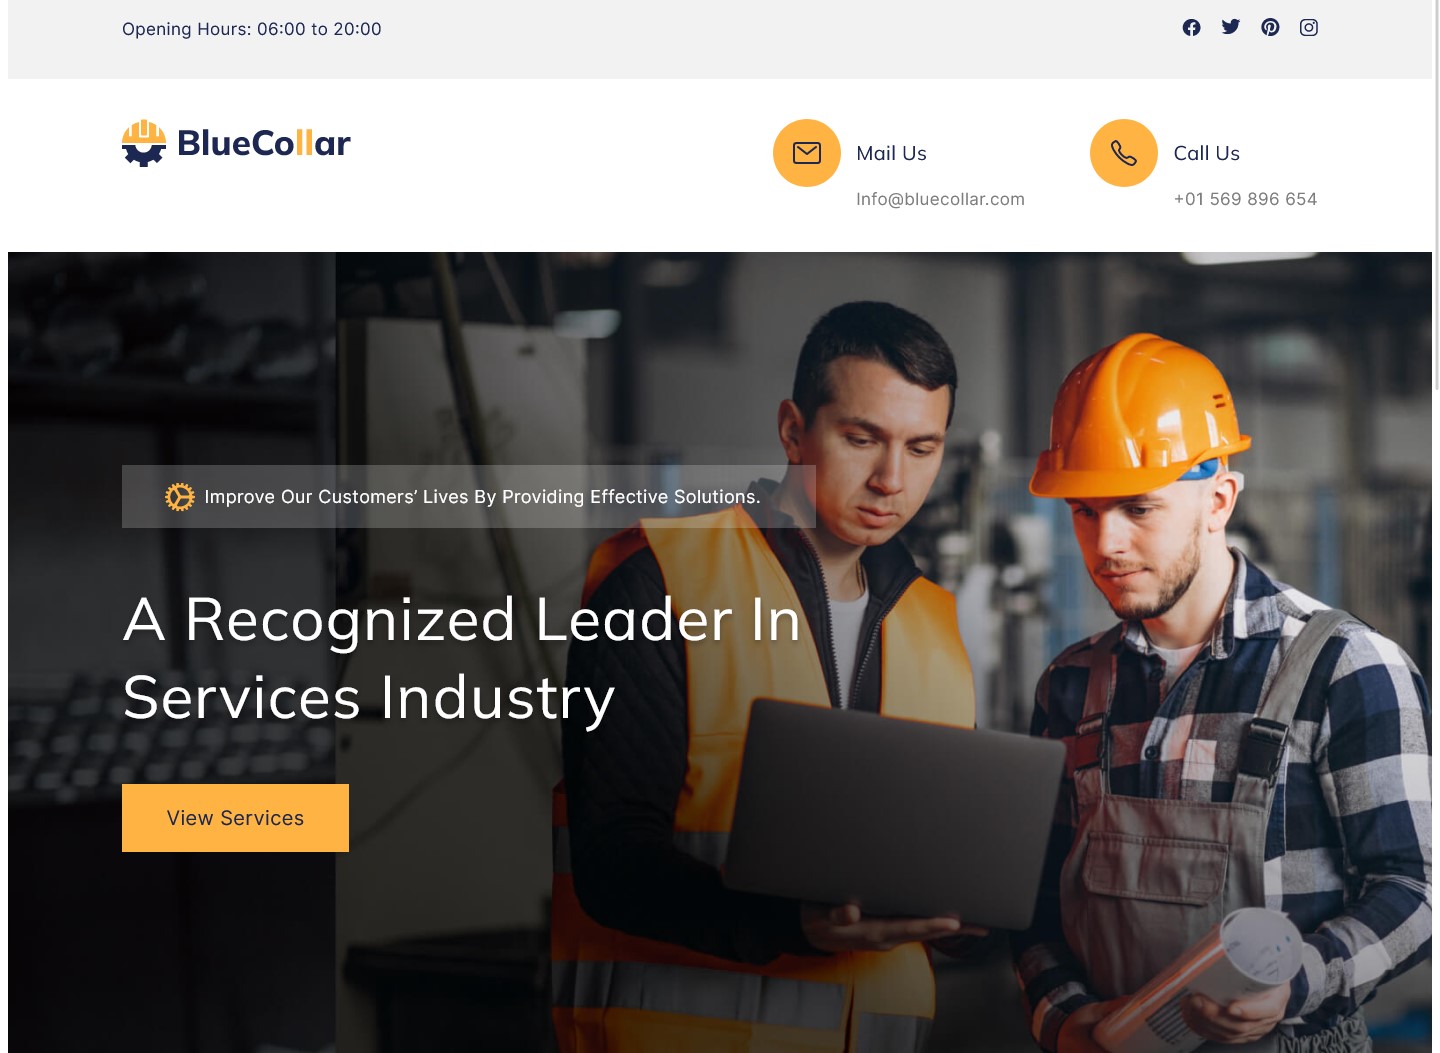 Opening Hours: 06:00 to 20:00
BlueCollar
Mail Us
Info@bluecollar.com
Call Us
+01 569 896 654
Improve Our Customers’ Lives By Providing Effective Solutions.
A Recognized Leader In
Services Industry
View Services